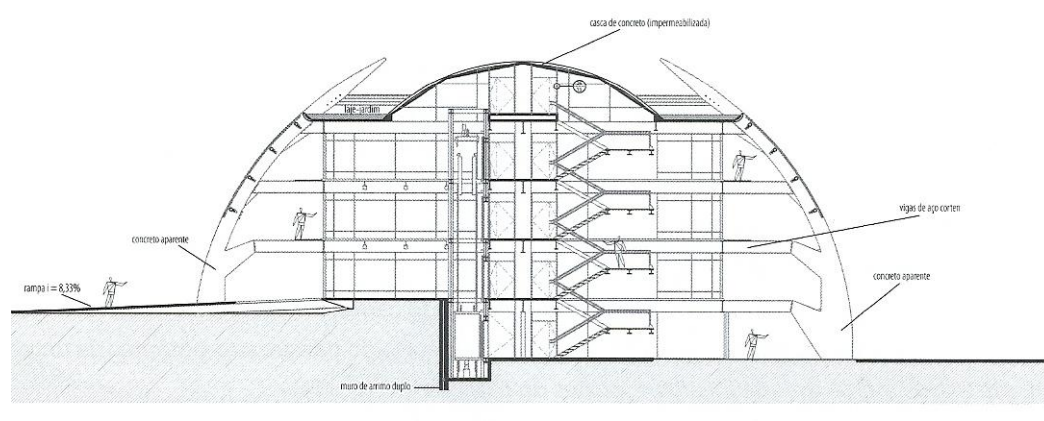 casca de concreto (impermeabilizada)
laje-jardim
vigas de aço corten
concreto aparente
concreto aparente
rampa i = 8,33%
muro de arrimo duplo